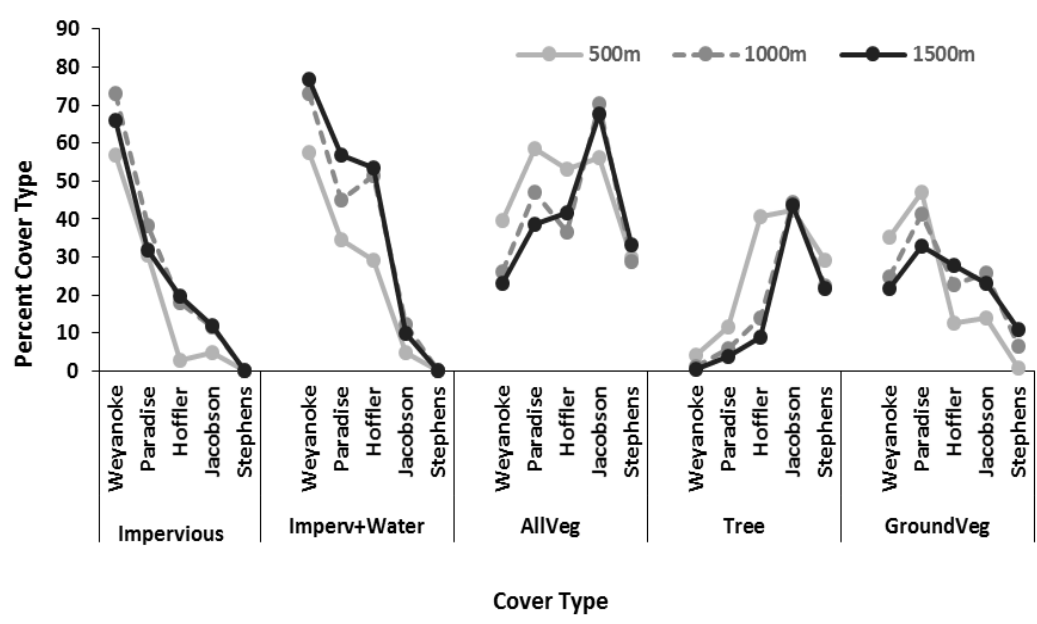 90
80
70
60
50
40
30
20
10
0
Percent Cover Type
500m 1000m 1500m
Weyanoke Paradise Hoffler Jacobson Stephens Weyanoke Paradise Hoffler Jacobson Stephens Weyanoke Paradise Hoffler Jacobson Stephens Weyanoke Paradise Hoffler Jacobson Stephens Weyanoke Paradise Hoffler Jacobson Stephens
Impervious Imperv+Water AllVeg Tree GroundVeg
Cover Type